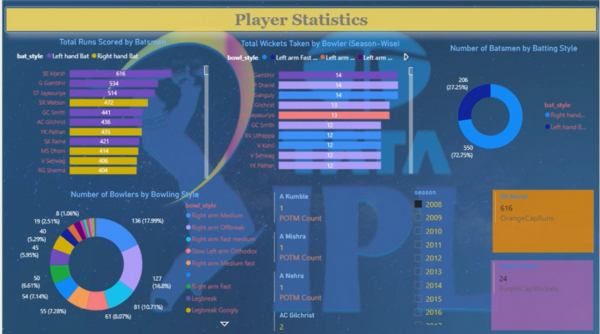 Player Statistics
Total Runs Scored by Batsmen
bat_style Left hand Bat Right hand Bat
SE Marsh 616
G Gambhir 534
ST Jayasuriya 514
SR Watson 472
GC Smith 441
AC Gilchrist 436
YK Pathan 435
SK Raina 421
MS Dhoni 414
V Sehwag 406
RG Sharma 404
Total Wickets Taken by Bowler (Season-Wise)
bowl_style Left arm Fast ... Left arm ... Left arm ...
Gambhir 14
Dhoni 14
Ganguly 14
Gilchrist 13
Jayasuriya 13
GC Smith 12
RV Uthappa 12
V Kohli 12
V Sehwag 12
YK Pathan 12
Number of Batsmen by Batting Style
206
(27.25%)
550
(72.75%)
bat_style
Right hand...
Left hand B...
Number of Bowlers by Bowling Style
136 (17.99%)
127
(16.8%)
81 (10.71%)
61 (8.07%)
55 (7.28%)
54 (7.14%)
50
(6.61%)
45
(5.95%)
40
(5.29%)
19 (2.51%)
8 (1.06%)
bowl_style
Right arm Medium
Right arm Offbreak
Right arm Fast medium
Slow Left arm Orthodox
Right arm Medium fast
Right arm Fast
Legbreak
Legbreak Googly
A Kumble
1
POTM Count
A Mishra
1
POTM Count
A Nehra
1
POTM Count
AC Gilchrist
2
season
2008
2009
2010
2011
2012
2013
2014
2015
2016
616
OrangeCapRuns
24
PurpleCapWickets
TATA
IPL